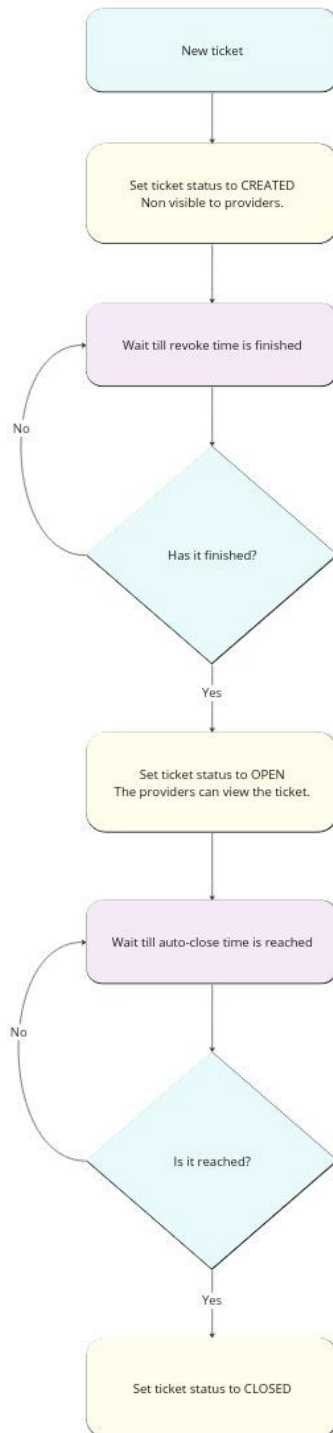 New ticket
Set ticket status to CREATED
Non visible to providers.
Wait till revoke time is finished
No
Has it finished?
Yes
Set ticket status to OPEN
The providers can view the ticket.
Wait till auto-close time is reached
No
Is it reached?
Yes
Set ticket status to CLOSED